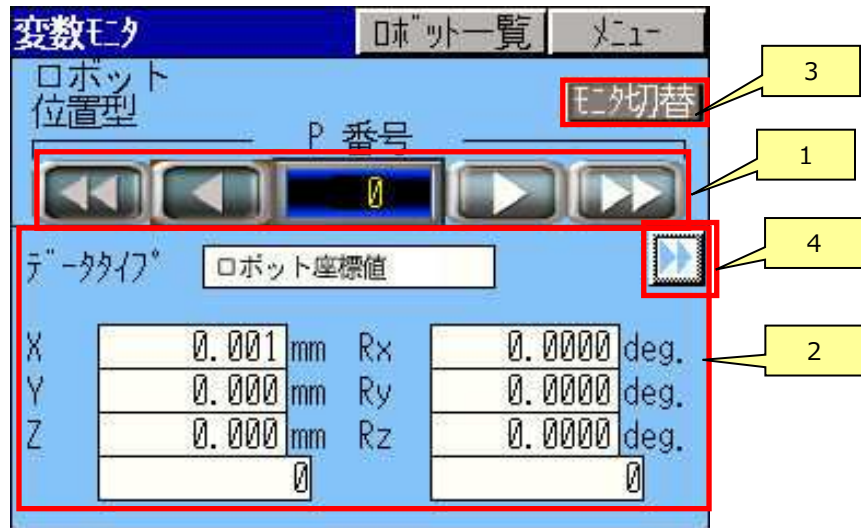 変数ﾓﾆﾀ ﾛﾎﾞｯﾄ一覧 ﾒﾆｭｰ
ロボット
位置型 ﾓﾆﾀ切替 3
P 番号
0 1
ﾃﾞｰﾀﾀｲﾌﾟ ロボット座標値 4
X 0.001 mm Rx 0.0000 deg. 2
Y 0.000 mm Ry 0.0000 deg.
Z 0.000 mm Rz 0.0000 deg.
0 0